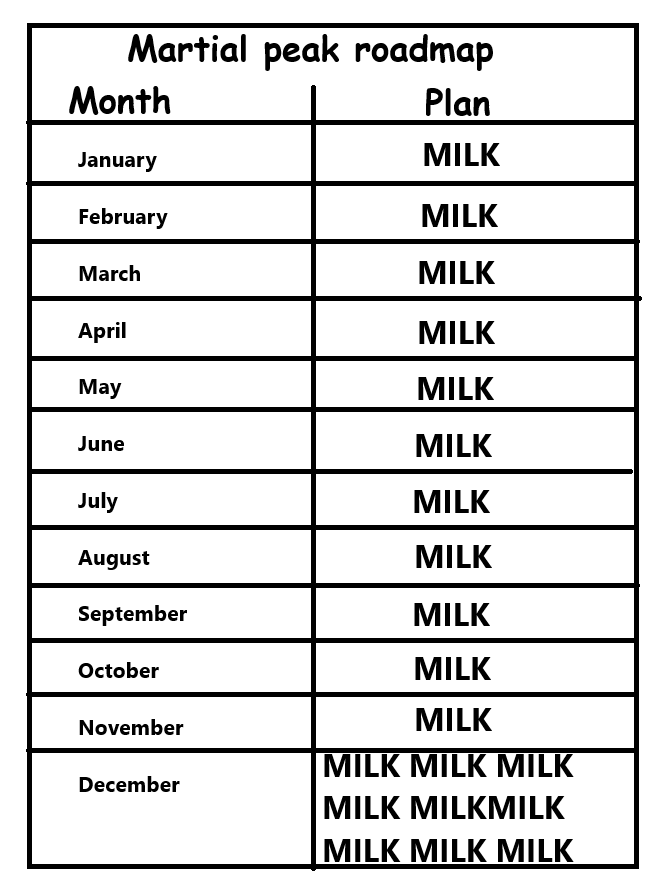 Martial peak roadmap
Month Plan
January MILK
February MILK
March MILK
April MILK
May MILK
June MILK
July MILK
August MILK
September MILK
October MILK
November MILK
December MILK MILK MILK
MILK MILKMILK
MILK MILK MILK